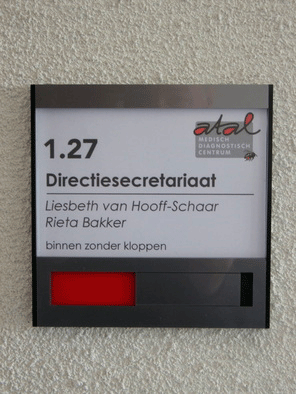 atal
MEDISCH
DIAGNOSTISCH
CENTRUM
1.27
Directiesecretariaat
Liesbeth van Hooff-Schaar
Rieta Bakker
binnen zonder kloppen